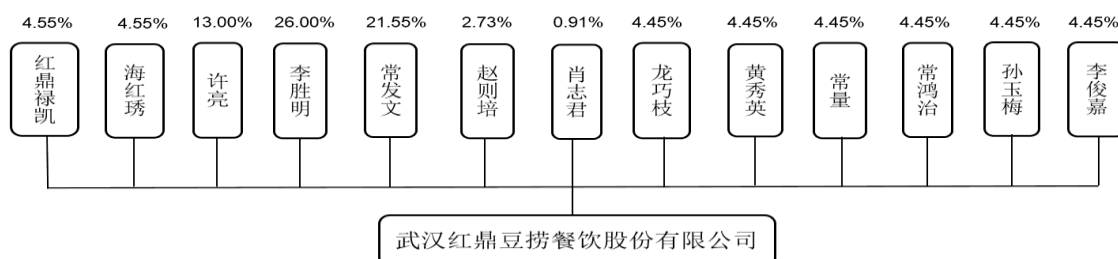 4.55% 4.55% 13.00% 26.00% 21.55% 2.73% 0.91% 4.45% 4.45% 4.45% 4.45% 4.45% 4.45%
红鼎禄凯
海红琇
许亮
李胜明
常发文
赵则培
肖志君
龙巧枝
黄秀英
常量
常鸿治
孙玉梅
李俊嘉
武汉红鼎豆捞餐饮股份有限公司